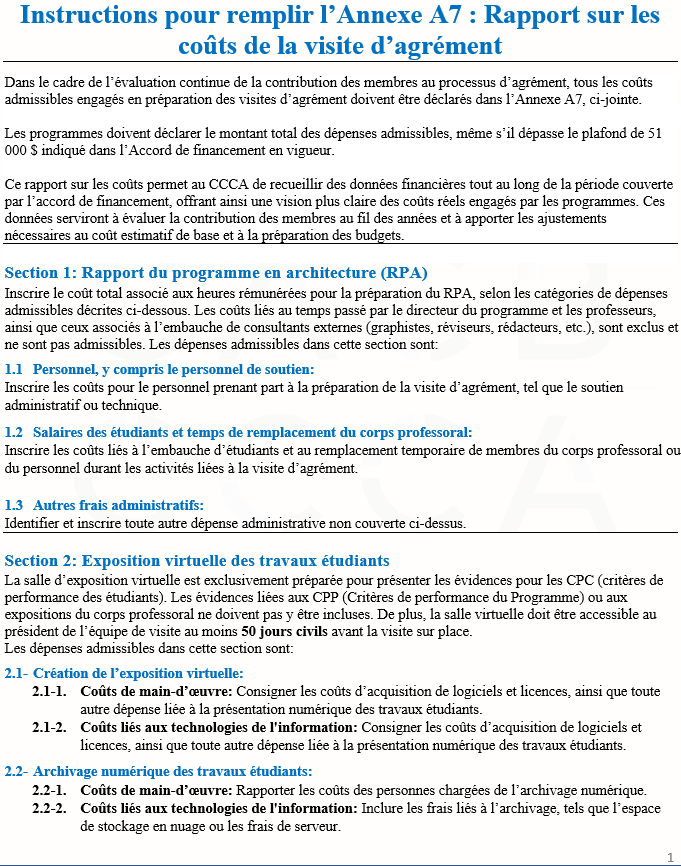 Instructions pour remplir l’Annexe A7 : Rapport sur les
coûts de la visite d’agrément
Dans le cadre de l’évaluation continue de la contribution des membres au processus d’agrément, tous les coûts
admissibles engagés en préparation des visites d’agrément doivent être déclarés dans l’Annexe A7, ci-jointe.
Les programmes doivent déclarer le montant total des dépenses admissibles, même s’il dépasse le plafond de 51
000 $ indiqué dans l’Accord de financement en vigueur.
Ce rapport sur les coûts permet au CCCA de recueillir des données financières tout au long de la période couverte
par l’accord de financement, offrant ainsi une vision plus claire des coûts réels engagés par les programmes. Ces
données serviront à évaluer la contribution des membres au fil des années et à apporter les ajustements
nécessaires au coût estimatif de base et à la préparation des budgets.
Section 1: Rapport du programme en architecture (RPA)
Inscrire le coût total associé aux heures rémunérées pour la préparation du RPA, selon les catégories de dépenses
admissibles décrites ci-dessous. Les coûts liés au temps passé par le directeur du programme et les professeurs,
ainsi que ceux associés à l’embauche de consultants externes (graphistes, réviseurs, rédacteurs, etc.), sont exclus et
ne sont pas admissibles. Les dépenses admissibles dans cette section sont:
1.1 Personnel, y compris le personnel de soutien:
Inscrire les coûts pour le personnel prenant part à la préparation de la visite d’agrément, tel que le soutien
administratif ou technique.
1.2 Salaires des étudiants et temps de remplacement du corps professoral:
Inscrire les coûts liés à l’embauche d’étudiants et au remplacement temporaire de membres du corps professoral ou
du personnel durant les activités liées à la visite d’agrément.
1.3 Autres frais administratifs:
Identifier et inscrire toute autre dépense administrative non couverte ci-dessus.
Section 2: Exposition virtuelle des travaux étudiants
La salle d’exposition virtuelle est exclusivement préparée pour présenter les évidences pour les CPC (critères de
performance des étudiants). Les évidences liées aux CPP (Critères de performance du Programme) ou aux
expositions du corps professoral ne doivent pas y être incluses. De plus, la salle virtuelle doit être accessible au
président de l’équipe de visite au moins 50 jours civils avant la visite sur place.
Les dépenses admissibles dans cette section sont:
2.1- Création de l’exposition virtuelle:
2.1-1. Coûts de main-d’œuvre: Consigner les coûts d’acquisition de logiciels et licences, ainsi que toute
autre dépense liée à la présentation numérique des travaux étudiants.
2.1-2. Coûts liés aux technologies de l'information: Consigner les coûts d’acquisition de logiciels et
licences, ainsi que toute autre dépense liée à la présentation numérique des travaux étudiants.
2.2- Archivage numérique des travaux étudiants:
2.2-1. Coûts de main-d’œuvre: Rapporter les coûts des personnes chargées de l’archivage numérique.
2.2-2. Coûts liés aux technologies de l'information: Inclure les frais liés à l’archivage, tels que l’espace
de stockage en nuage ou les frais de serveur.
1